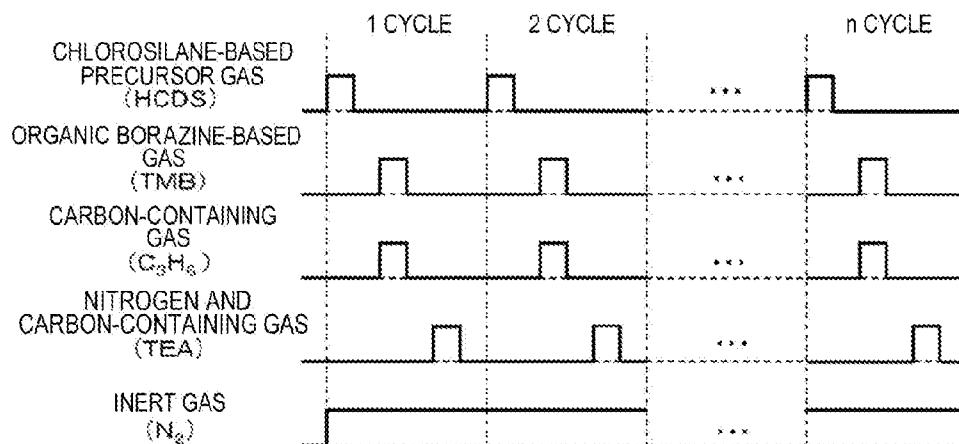 1 CYCLE 2 CYCLE n CYCLE
CHLOROSILANE-BASED
PRECURSOR GAS
(HCDS)
ORGANIC BORAZINE-BASED
GAS
(TMB)
CARBON-CONTAINING
GAS
(C₃H₆)
NITROGEN AND
CARBON-CONTAINING GAS
(TEA)
INERT GAS
(N₂)